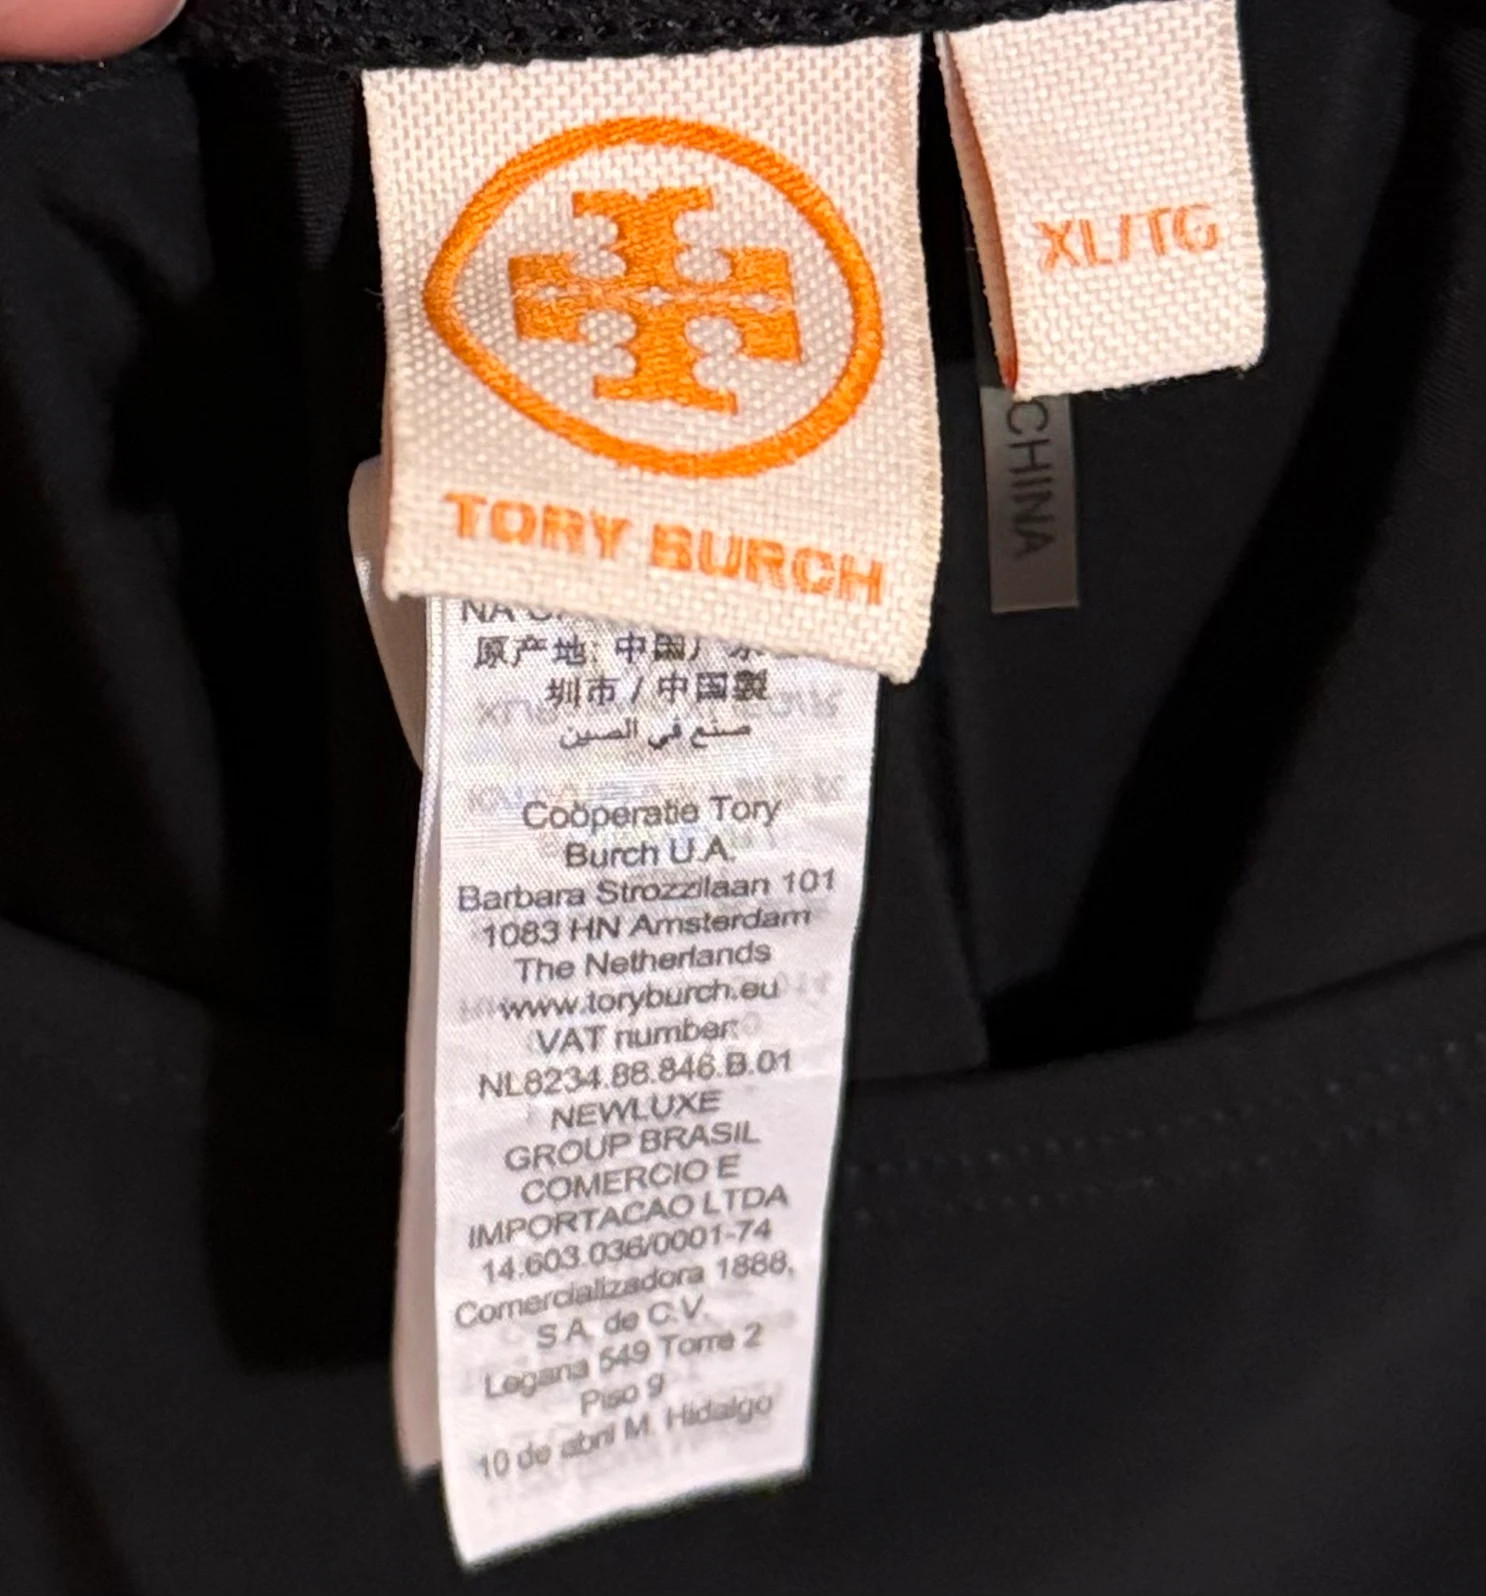 TORY BURCH
XL/TG
CHINA
原产地: 中国广
圳市 / 中国製
صنع في الصين
Coöperatie Tory
Burch U.A.
Barbara Strozzilaan 101
1083 HN Amsterdam
The Netherlands
www.toryburch.eu
VAT number:
NL8234.88.846.B.01
NEWLUXE
GROUP BRASIL
COMERCIO E
IMPORTACAO LTDA
14.603.036/0001-74
Comercializadora 1888,
S.A. de C.V.
Legaria 549 Torre 2
Piso 9
10 de abril M. Hidalgo